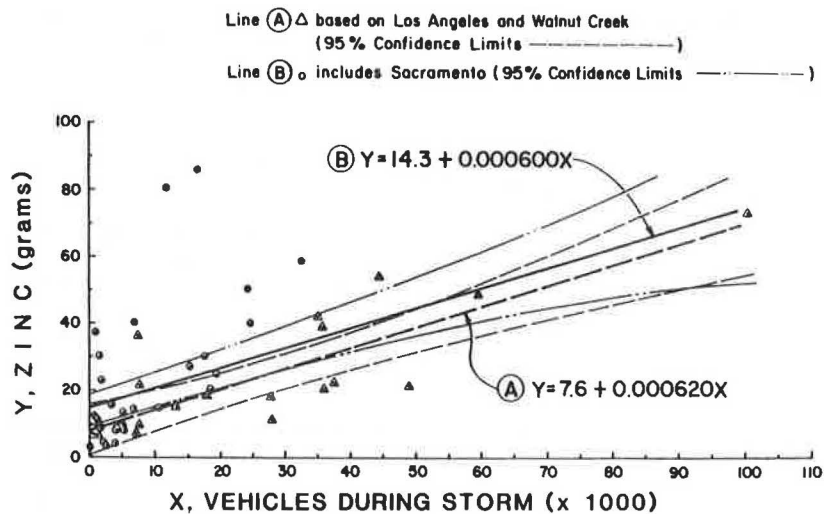 Line Ⓐ △ based on Los Angeles and Walnut Creek
(95% Confidence Limits )
Line Ⓑ o includes Sacramento (95% Confidence Limits )
Y, ZINC (grams)
100
80
60
40
20
0
Ⓑ Y=14.3 + 0.000600X
Ⓐ Y=7.6 + 0.000620X
0 10 20 30 40 50 60 70 80 90 100 110
X, VEHICLES DURING STORM (x 1000)